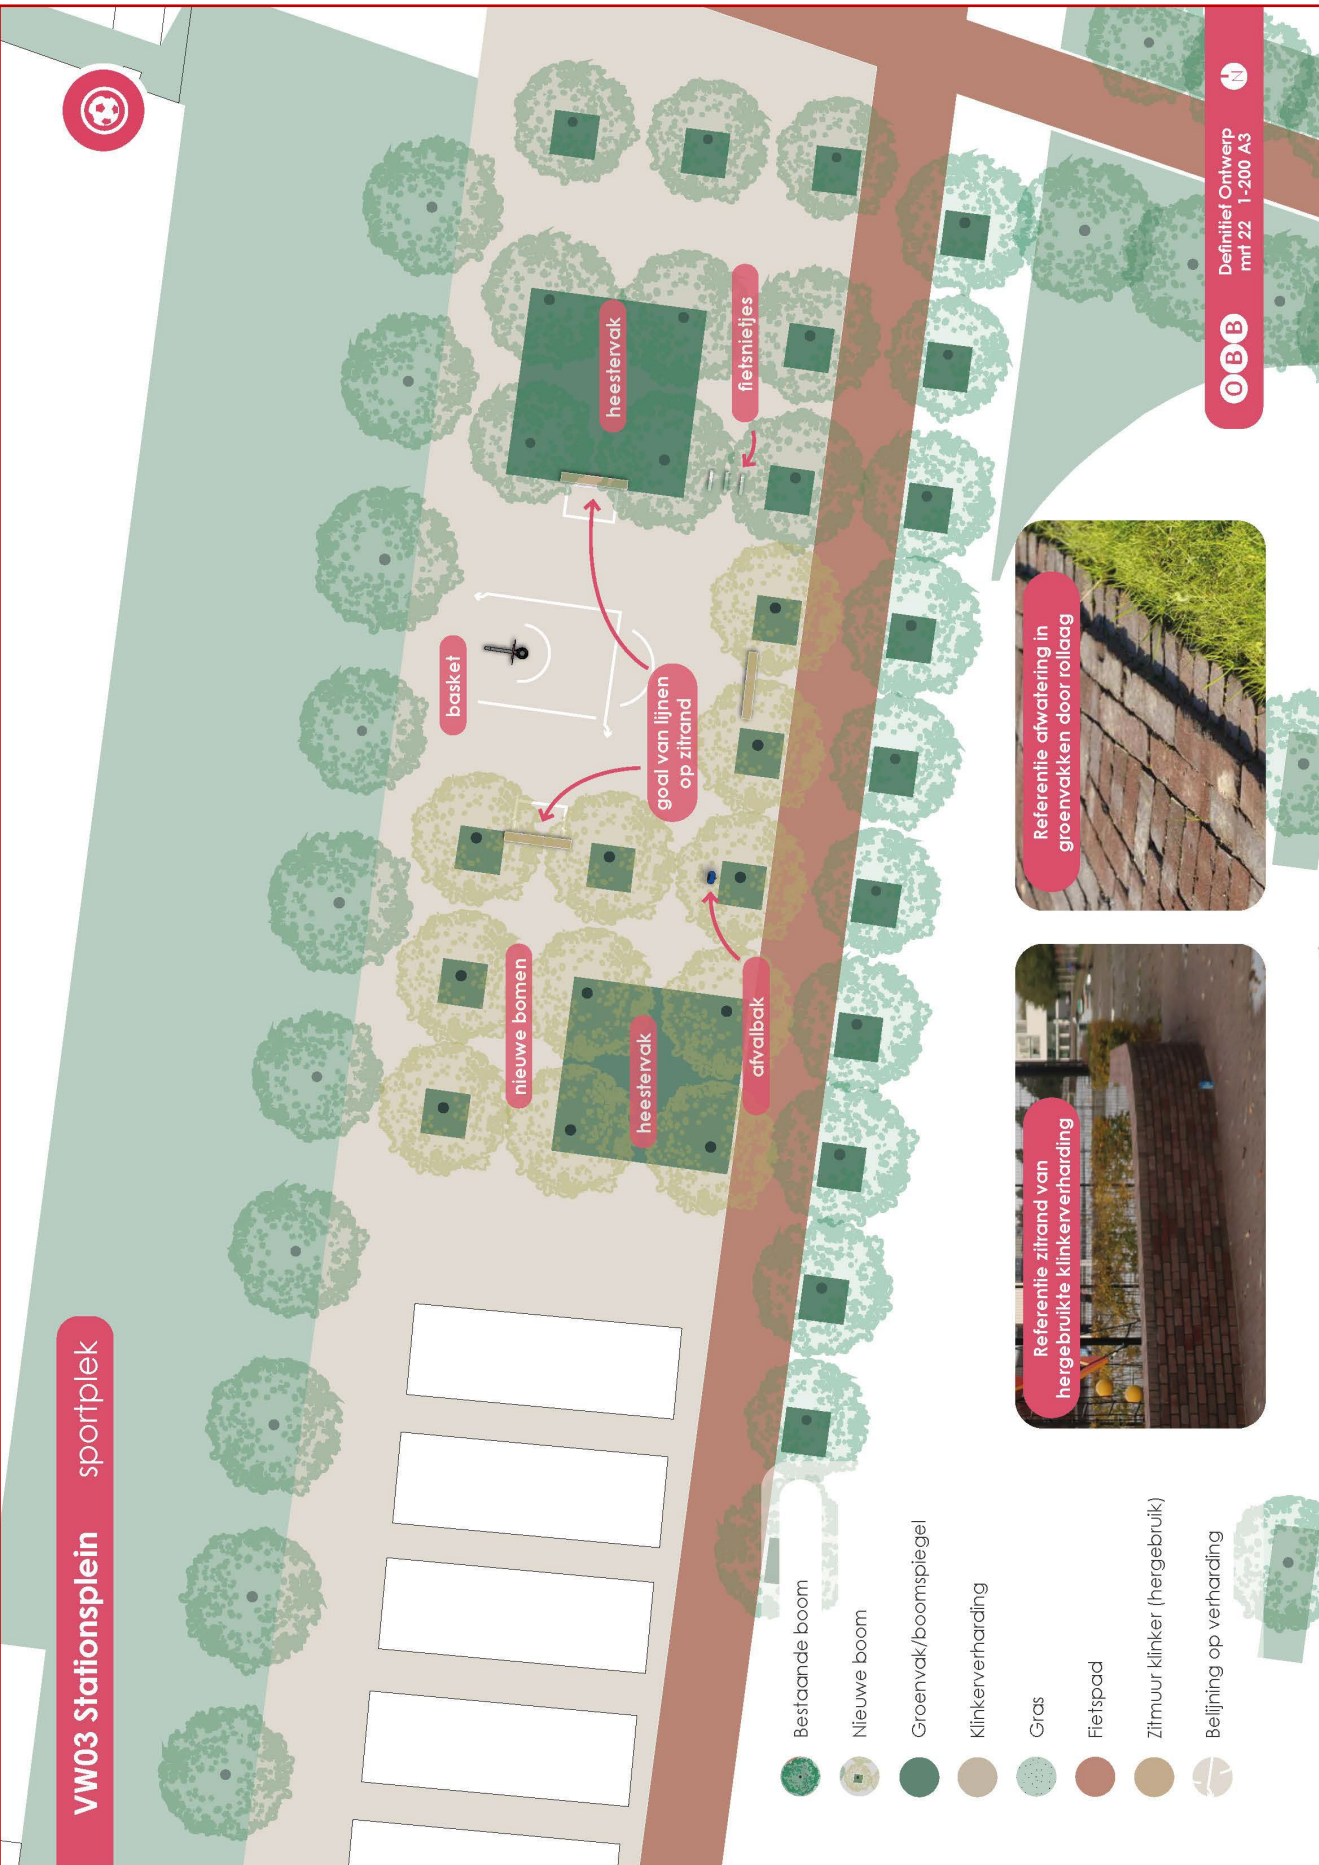 VW03 Stationsplein sportplek
basket
heestervak
fietsnietjes
goal van lijnen
op zitrand
nieuwe bomen
heestervak
afvalbak
Bestaande boom
Nieuwe boom
Groenvak/boomspiegel
Klinkerverharding
Gras
Fietspad
Zitmuur klinker (hergebruik)
Belijning op verharding
Referentie zitrand van
hergebruikte klinkerverharding
Referentie afwatering in
groenvakken door rollaag
OBB
Definitief Ontwerp
mrt 22 1-200 A3
N